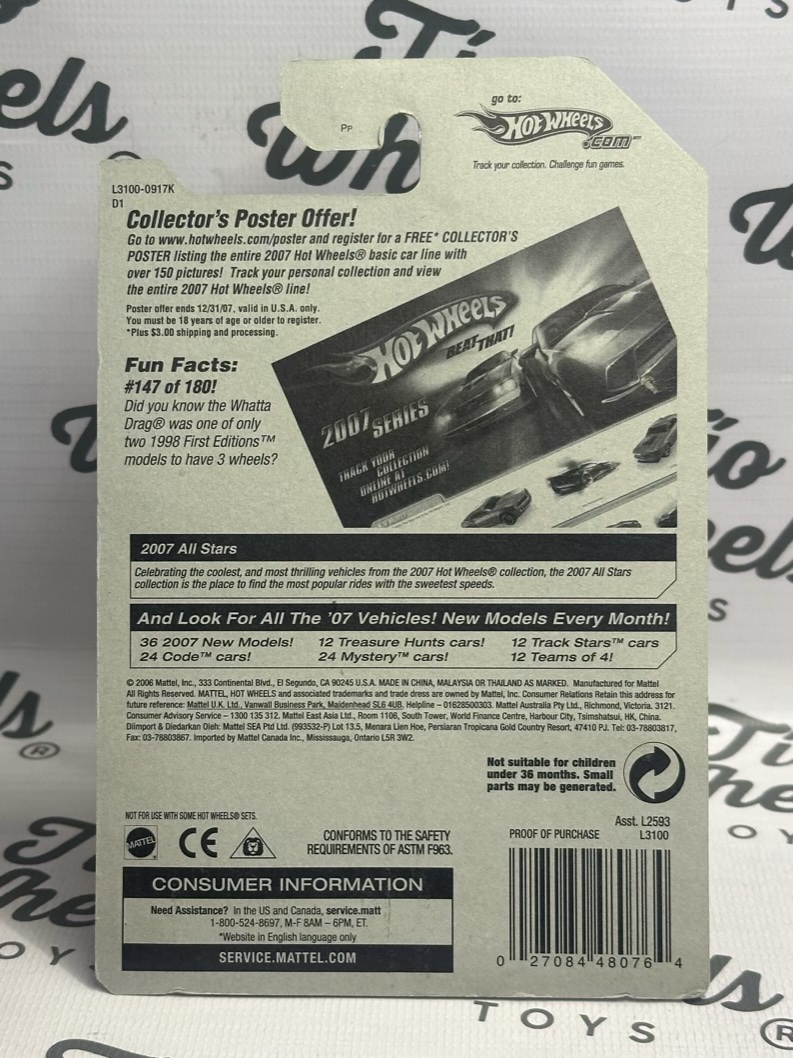 go to:
HOT WHEELS
.COM™
Track your collection. Challenge fun games.
PP
L3100-0917K
D1
Collector's Poster Offer!
Go to www.hotwheels.com/poster and register for a FREE* COLLECTOR'S
POSTER listing the entire 2007 Hot Wheels® basic car line with
over 150 pictures! Track your personal collection and view
the entire 2007 Hot Wheels® line!
Poster offer ends 12/31/07, valid in U.S.A. only.
You must be 18 years of age or older to register.
*Plus $3.00 shipping and processing.
HOT WHEELS
BEAT THAT!
2007 SERIES
TRACK YOUR
COLLECTION
ONLINE AT
HOTWHEELS.COM!
Fun Facts:
#147 of 180!
Did you know the Whatta
Drag® was one of only
two 1998 First Editions™
models to have 3 wheels?
2007 All Stars
Celebrating the coolest, and most thrilling vehicles from the 2007 Hot Wheels® collection, the 2007 All Stars
collection is the place to find the most popular rides with the sweetest speeds.
And Look For All The '07 Vehicles! New Models Every Month!
36 2007 New Models! 12 Treasure Hunts cars! 12 Track Stars™ cars
24 Code™ cars! 24 Mystery™ cars! 12 Teams of 4!
© 2006 Mattel, Inc., 333 Continental Blvd., El Segundo, CA 90245 U.S.A. MADE IN CHINA, MALAYSIA OR THAILAND AS MARKED. Manufactured for Mattel
All Rights Reserved. MATTEL, HOT WHEELS and associated trademarks and trade dress are owned by Mattel, Inc. Consumer Relations Retain this address for
future reference: Mattel U.K. Ltd., Vanwall Business Park, Maidenhead SL6 4UB. Helpline – 01628500303. Mattel Australia Pty Ltd., Richmond, Victoria. 3121.
Consumer Advisory Service – 1300 135 312. Mattel East Asia Ltd., Room 1106, South Tower, World Finance Centre, Harbour City, Tsimshatsui, HK, China.
Diimport & Diedarkan Oleh: Mattel SEA Ptd Ltd. (993532-P) Lot 13.5, Menara Lien Hoe, Persiaran Tropicana Gold Country Resort, 47410 PJ. Tel: 03-78803817,
Fax: 03-78803867. Imported by Mattel Canada Inc., Mississauga, Ontario L5R 3W2.
Not suitable for children
under 36 months. Small
parts may be generated.
NOT FOR USE WITH SOME HOT WHEELS® SETS.
MATTEL
CE
CONFORMS TO THE SAFETY
REQUIREMENTS OF ASTM F963.
Asst. L2593
PROOF OF PURCHASE L3100
CONSUMER INFORMATION
Need Assistance? In the US and Canada, service.matt
1-800-524-8697, M-F 8AM – 6PM, ET.
*Website in English language only
SERVICE.MATTEL.COM
0 27084 48076 4
TOYS